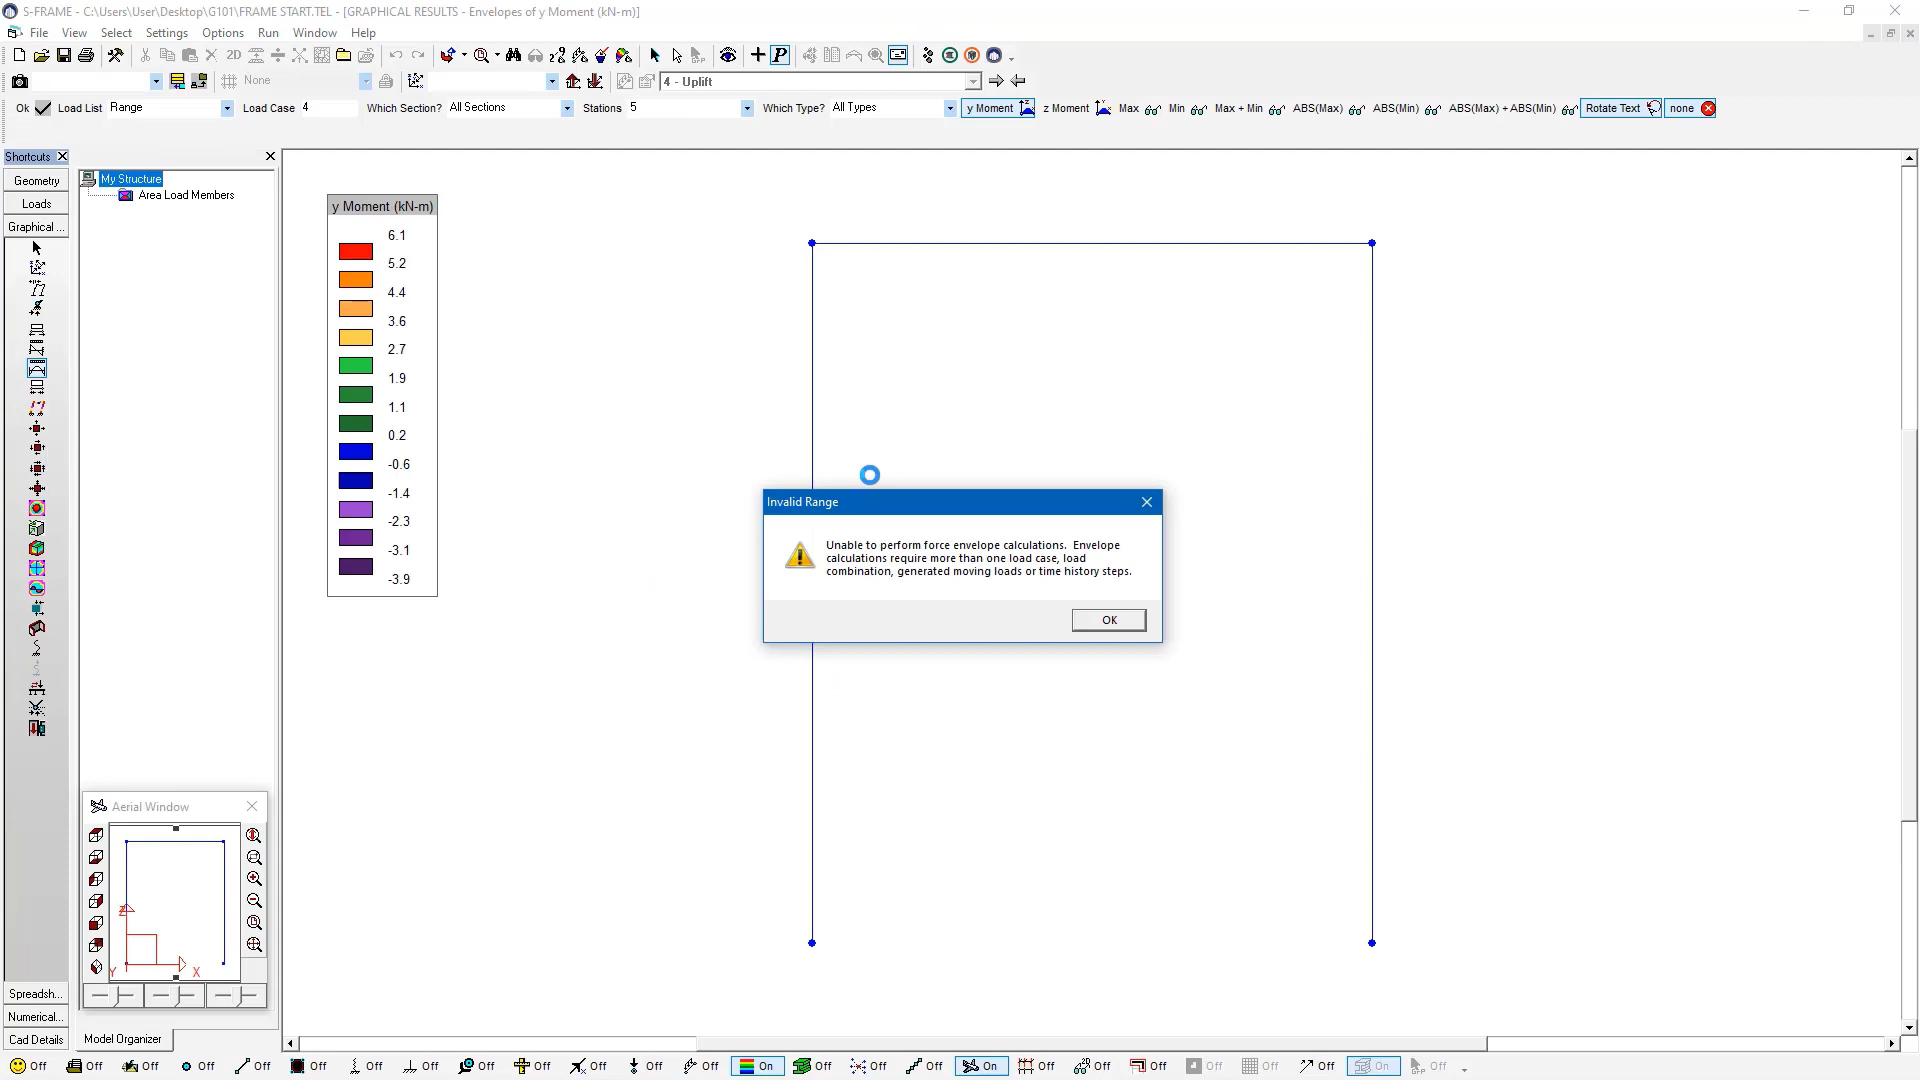 S-FRAME - C:\Users\User\Desktop\G101\FRAME START.TEL - [GRAPHICAL RESULTS - Envelopes of y Moment (kN-m)]
File View Select Settings Options Run Window Help
2D P
None 4 - Uplift
Ok Load List Range Load Case 4 Which Section? All Sections Stations 5 Which Type? All Types y Moment z Moment Max Min Max + Min ABS(Max) ABS(Min) ABS(Max) + ABS(Min) Rotate Text none
Shortcuts
Geometry
Loads
Graphical ...
My Structure
Area Load Members
y Moment (kN-m)
6.1
5.2
4.4
3.6
2.7
1.9
1.1
0.2
-0.6
-1.4
-2.3
-3.1
-3.9
Invalid Range
Unable to perform force envelope calculations. Envelope
calculations require more than one load case, load
combination, generated moving loads or time history steps.
OK
Aerial Window
Z
Y X
Spreadsh...
Numerical...
Cad Details
Model Organizer
Off Off Off Off Off Off Off Off Off Off Off Off Off On Off Off Off On Off Off Off Off Off Off On Off